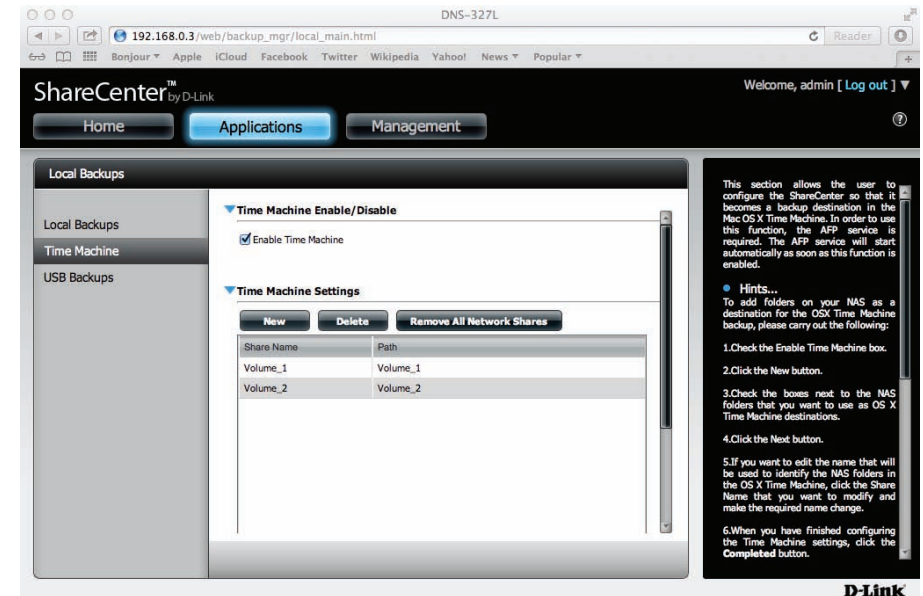 DNS-327L
192.168.0.3/web/backup_mgr/local_main.html
Reader
Bonjour Apple iCloud Facebook Twitter Wikipedia Yahoo! News Popular
ShareCenter™ by D-Link
Welcome, admin [ Log out ]
Home Applications Management
Local Backups
Local Backups
Time Machine
USB Backups
Time Machine Enable/Disable
Enable Time Machine
Time Machine Settings
New Delete Remove All Network Shares
Share Name Path
Volume_1 Volume_1
Volume_2 Volume_2
This section allows the user to
configure the ShareCenter so that it
becomes a backup destination in the
Mac OS X Time Machine. In order to use
this function, the AFP service is
required. The AFP service will start
automatically as soon as this function is
enabled.
Hints...
To add folders on your NAS as a
destination for the OSX Time Machine
backup, please carry out the following:
1.Check the Enable Time Machine box.
2.Click the New button.
3.Check the boxes next to the NAS
folders that you want to use as OS X
Time Machine destinations.
4.Click the Next button.
5.If you want to edit the name that will
be used to identify the NAS folders in
the OS X Time Machine, click the Share
Name that you want to modify and
make the required name change.
6.When you have finished configuring
the Time Machine settings, click the
Completed button.
D-Link